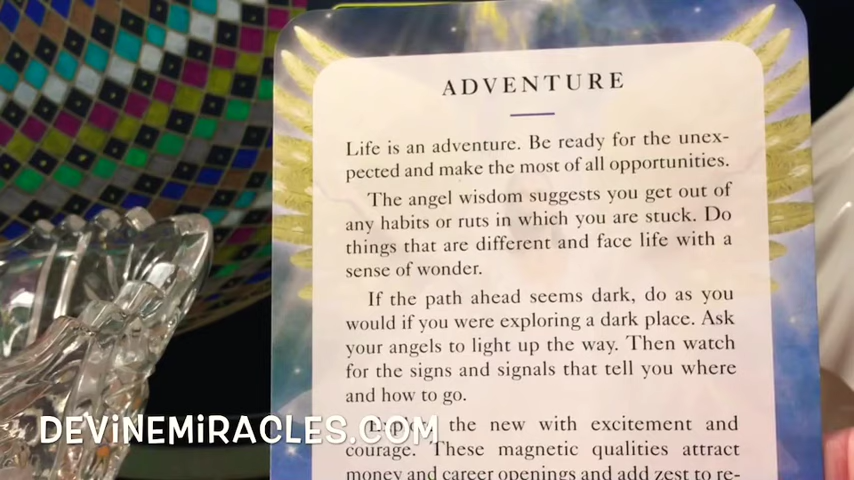 ADVENTURE
Life is an adventure. Be ready for the unex-
pected and make the most of all opportunities.
The angel wisdom suggests you get out of
any habits or ruts in which you are stuck. Do
things that are different and face life with a
sense of wonder.
If the path ahead seems dark, do as you
would if you were exploring a dark place. Ask
your angels to light up the way. Then watch
for the signs and signals that tell you where
and how to go.
the new with excitement and
courage. These magnetic qualities attract
money and career openings and add zest to re-
DEViNEMiRACLES.COM